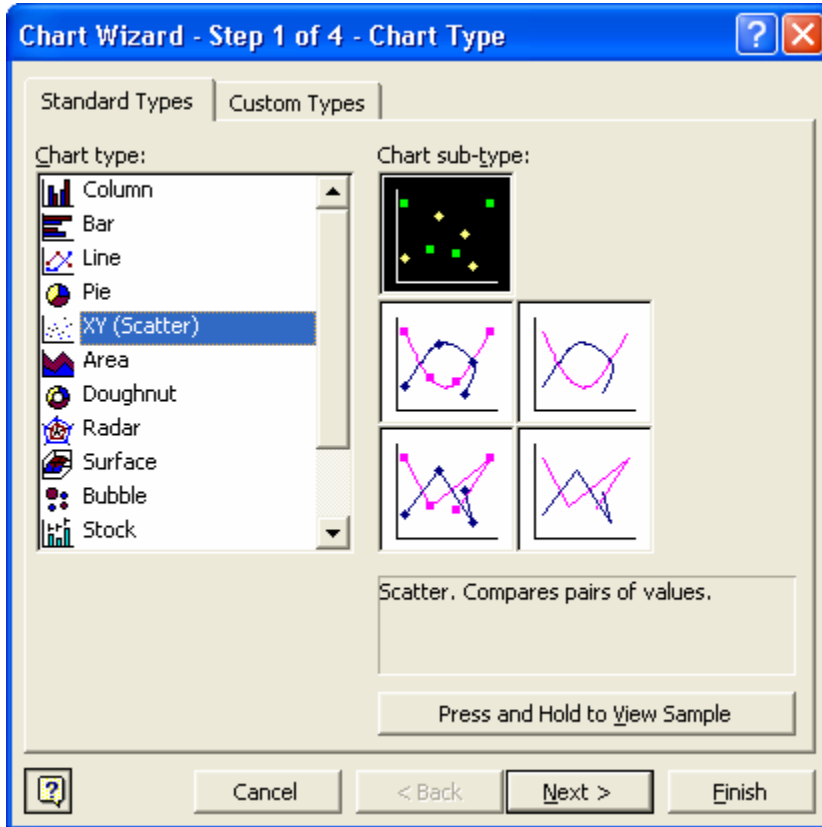 Chart Wizard - Step 1 of 4 - Chart Type
Standard Types
Custom Types
Chart type:
Column
Bar
Line
Pie
XY (Scatter)
Area
Doughnut
Radar
Surface
Bubble
Stock
Chart sub-type:
Scatter. Compares pairs of values.
Press and Hold to View Sample
Cancel
< Back
Next >
Finish